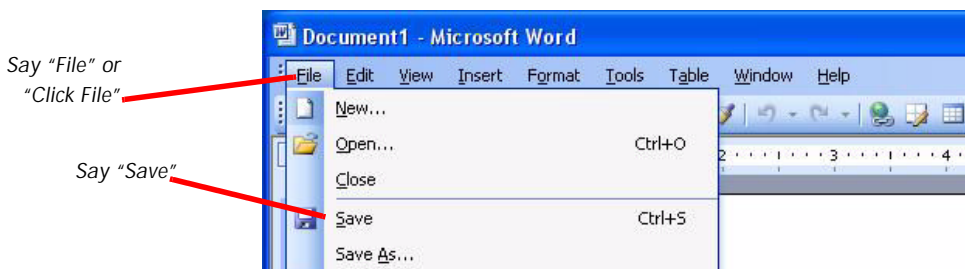 Document1 - Microsoft Word
Say "File" or
"Click File"
File Edit View Insert Format Tools Table Window Help
New...
Open... Ctrl+O
2 3 4
Say "Save"
Close
Save Ctrl+S
Save As...